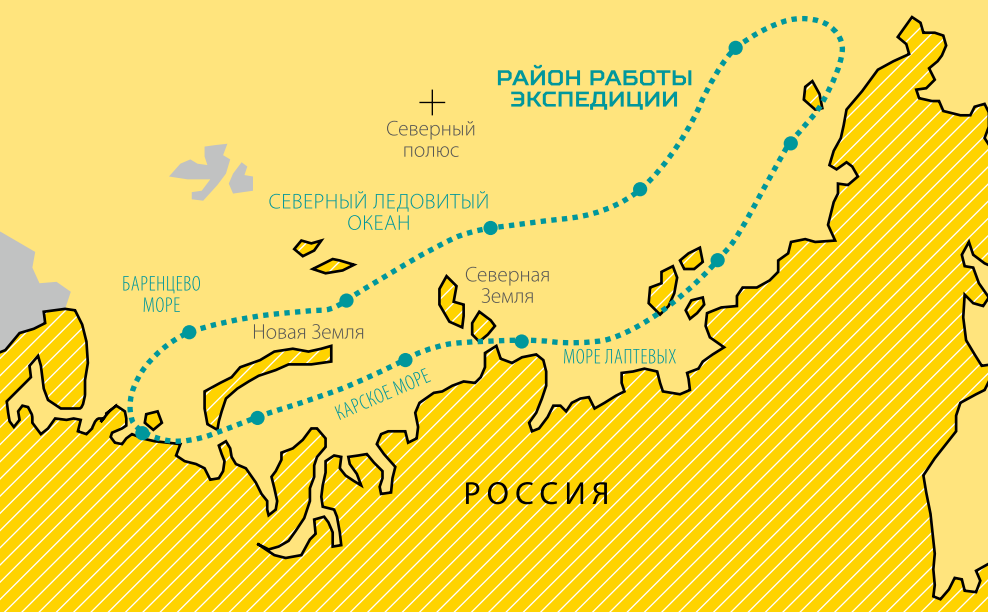 РАЙОН РАБОТЫ
ЭКСПЕДИЦИИ
Северный
полюс
СЕВЕРНЫЙ ЛЕДОВИТЫЙ
ОКЕАН
БАРЕНЦЕВО
МОРЕ
Северная
Земля
Новая Земля
МОРЕ ЛАПТЕВЫХ
КАРСКОЕ МОРЕ
РОССИЯ